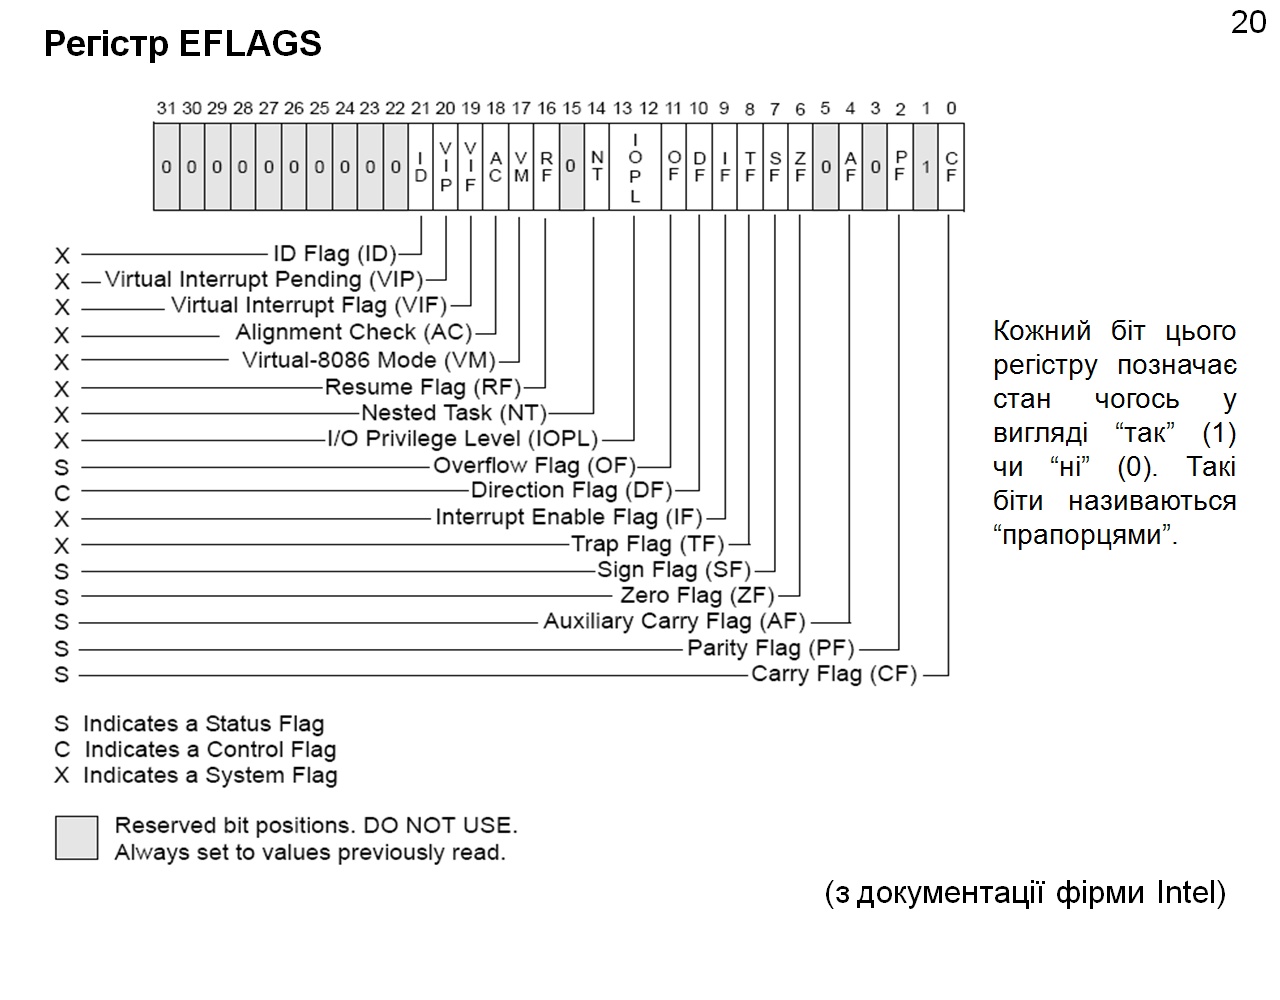 20
Регістр EFLAGS
31 30 29 28 27 26 25 24 23 22 21 20 19 18 17 16 15 14 13 12 11 10 9 8 7 6 5 4 3 2 1 0
0 0 0 0 0 0 0 0 0 0 ID VIP VIF AC VM RF 0 NT IOPL OF DF IF TF SF ZF 0 AF 0 PF 1 CF
X ID Flag (ID)
X Virtual Interrupt Pending (VIP)
X Virtual Interrupt Flag (VIF)
X Alignment Check (AC)
X Virtual-8086 Mode (VM)
X Resume Flag (RF)
X Nested Task (NT)
X I/O Privilege Level (IOPL)
S Overflow Flag (OF)
C Direction Flag (DF)
X Interrupt Enable Flag (IF)
X Trap Flag (TF)
S Sign Flag (SF)
S Zero Flag (ZF)
S Auxiliary Carry Flag (AF)
S Parity Flag (PF)
S Carry Flag (CF)
Кожний біт цього
регістру позначає
стан чогось у
вигляді “так” (1)
чи “ні” (0). Такі
біти називаються
“прапорцями”.
S Indicates a Status Flag
C Indicates a Control Flag
X Indicates a System Flag
Reserved bit positions. DO NOT USE.
Always set to values previously read.
(з документації фірми Intel)